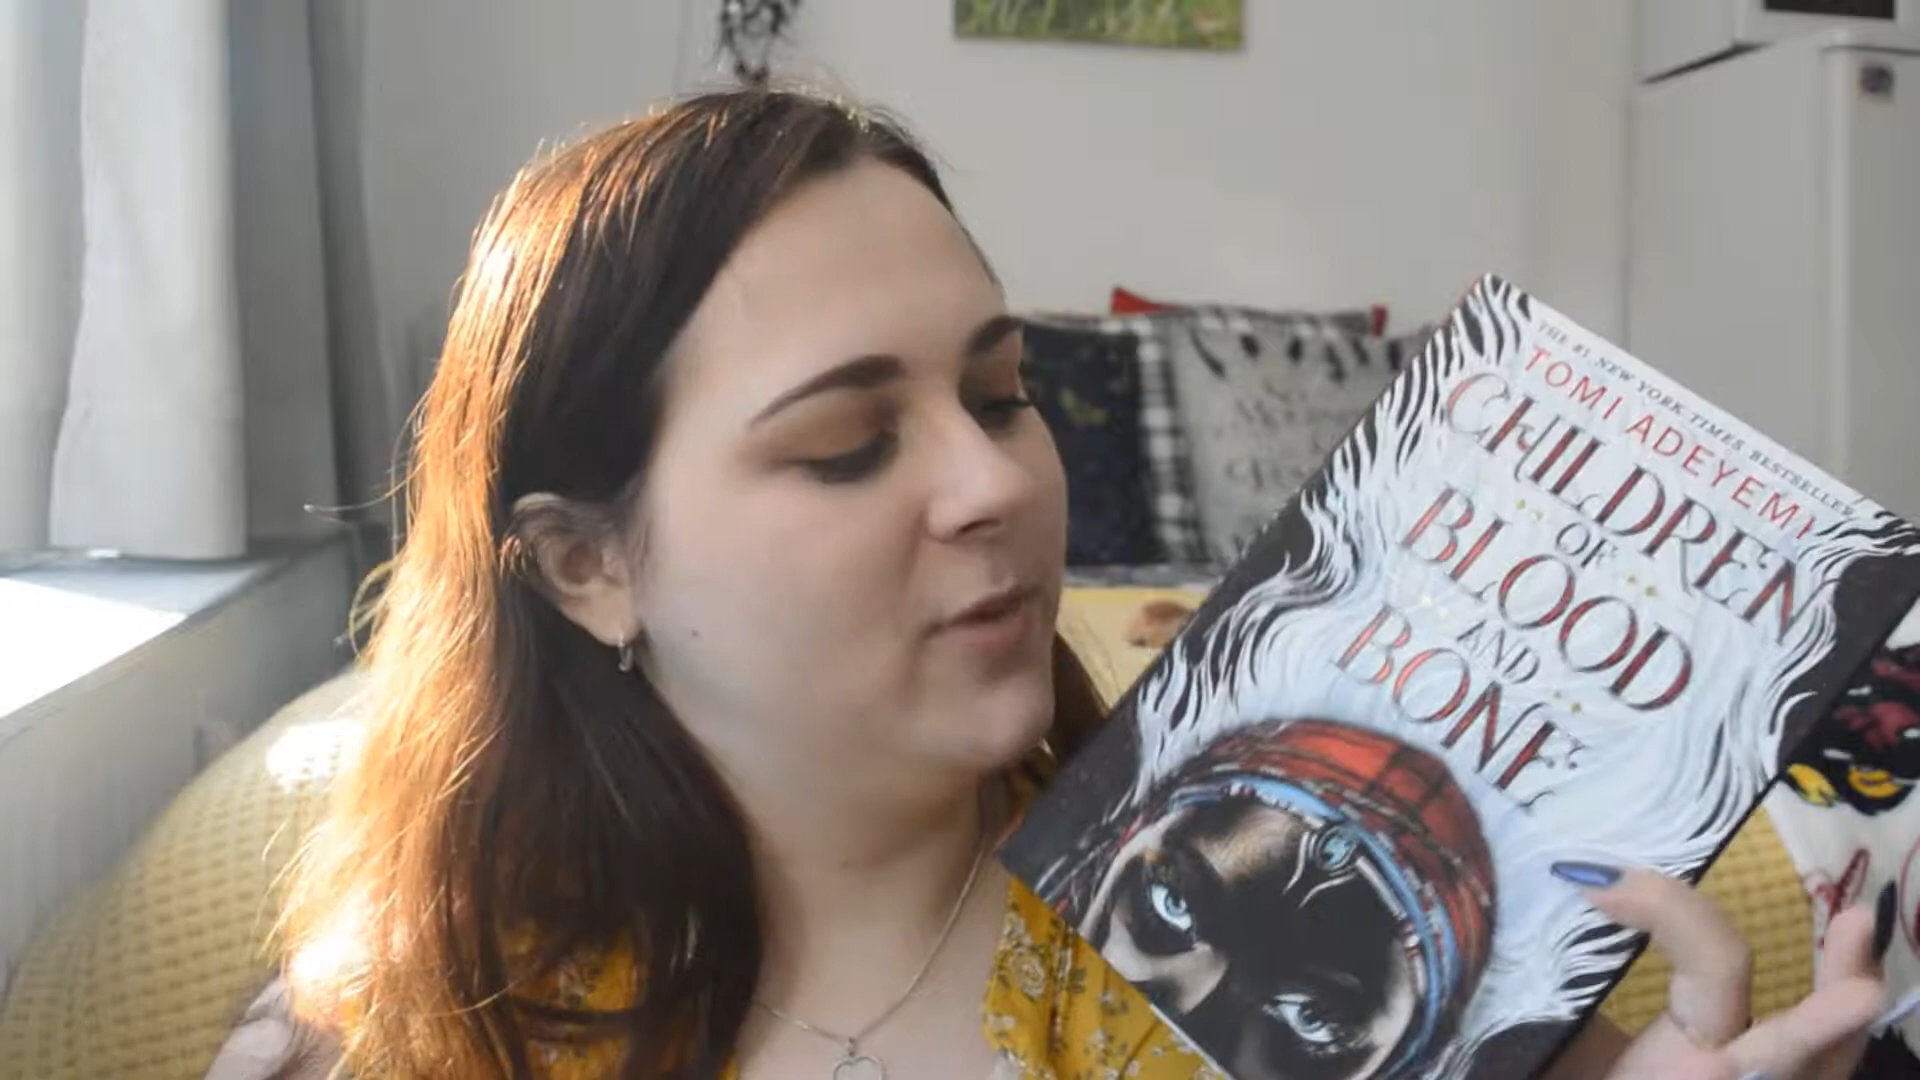 THE #1 NEW YORK TIMES BESTSELLER
TOMI ADEYEMI
CHILDREN
OF
BLOOD
AND
BONE